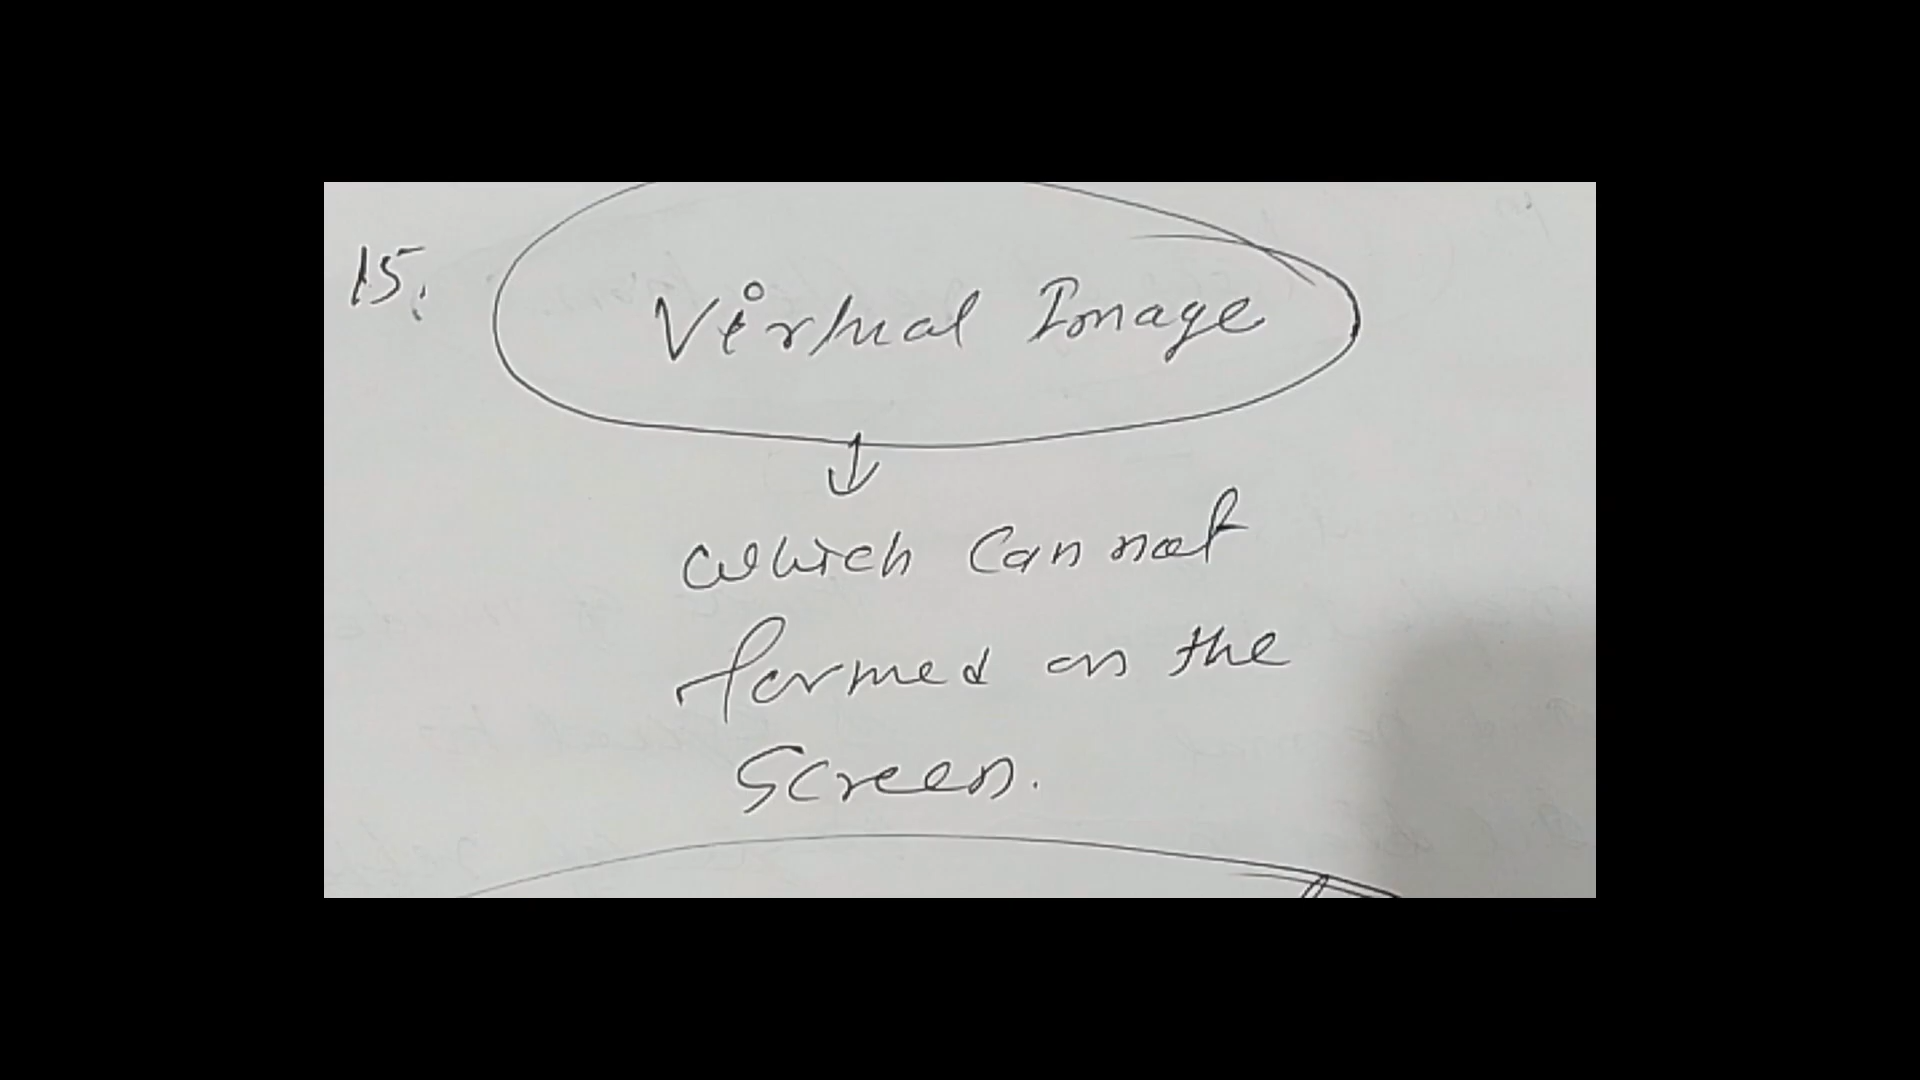 15.
Virtual Image
↓
which Can not
formed on the
Screen.